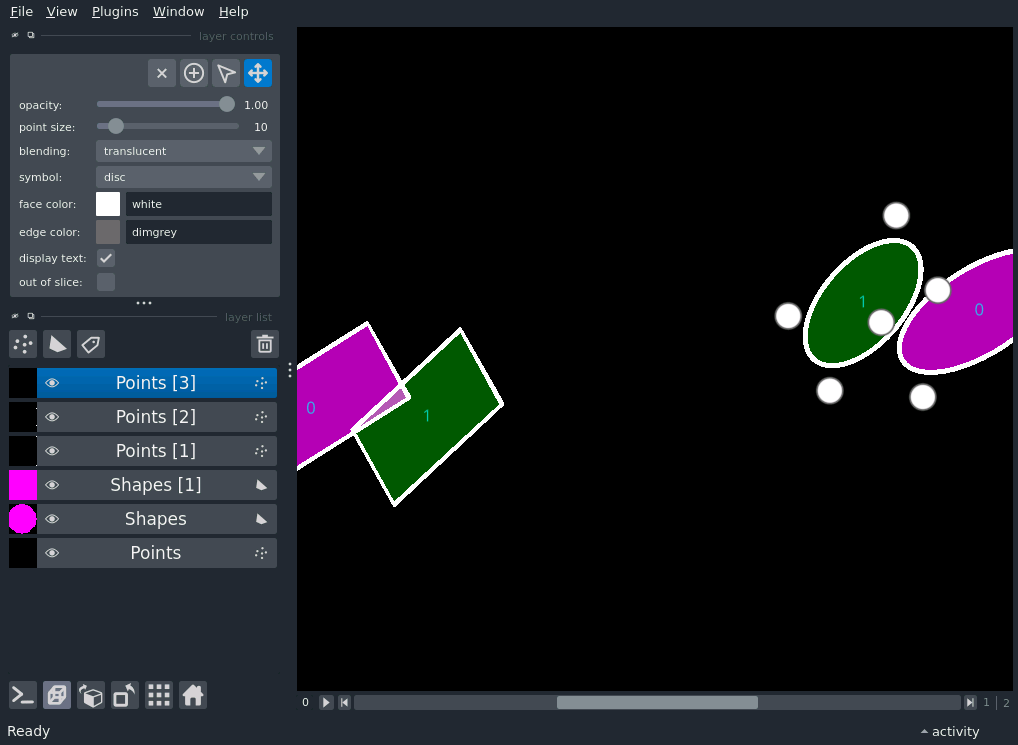 File View Plugins Window Help
layer controls
opacity: 1.00
point size: 10
blending: translucent
symbol: disc
face color: white
edge color: dimgrey
display text:
out of slice:
layer list
Points [3]
Points [2]
Points [1]
Shapes [1]
Shapes
Points
1
0
0
1
0 1 | 2
Ready activity